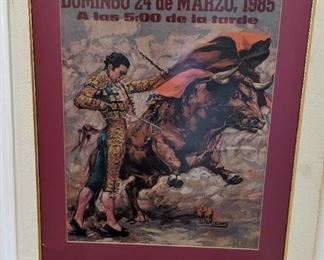 DOMINGO 24 de MARZO, 1985
A las 5:00 de la tarde